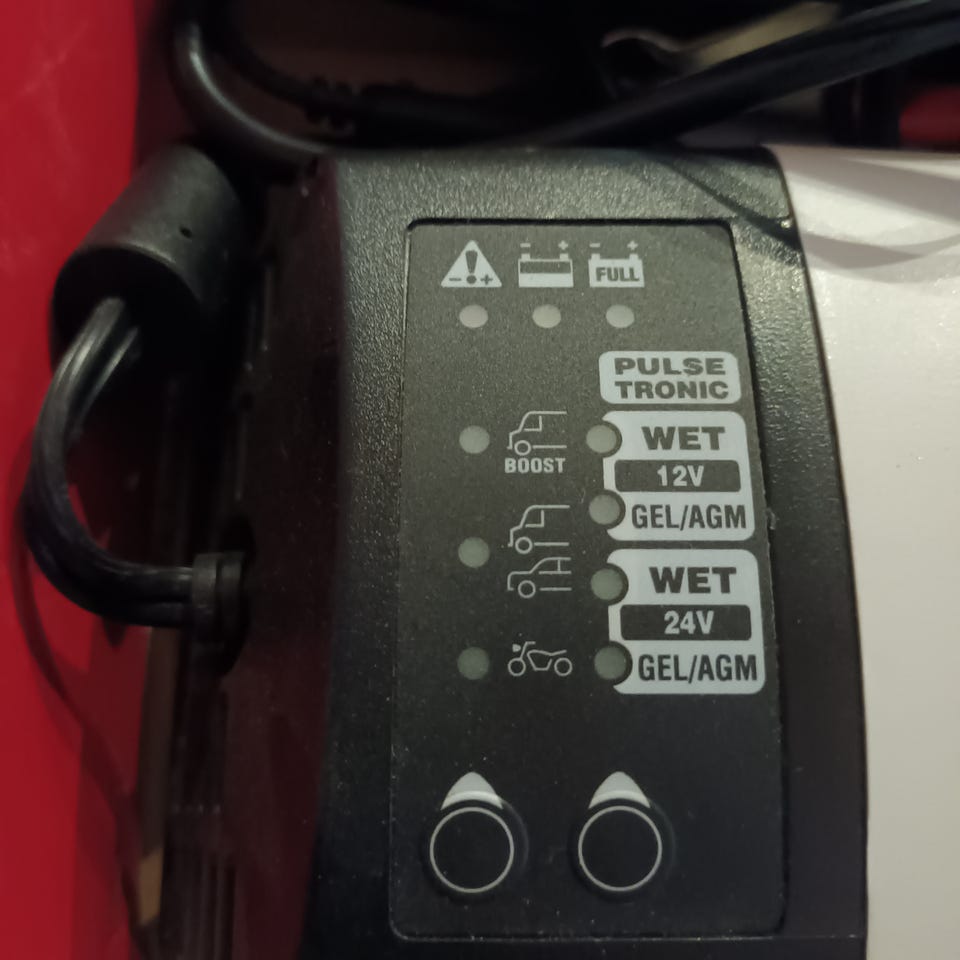 FULL
PULSE
TRONIC
BOOST
WET
12V
GEL/AGM
WET
24V
GEL/AGM